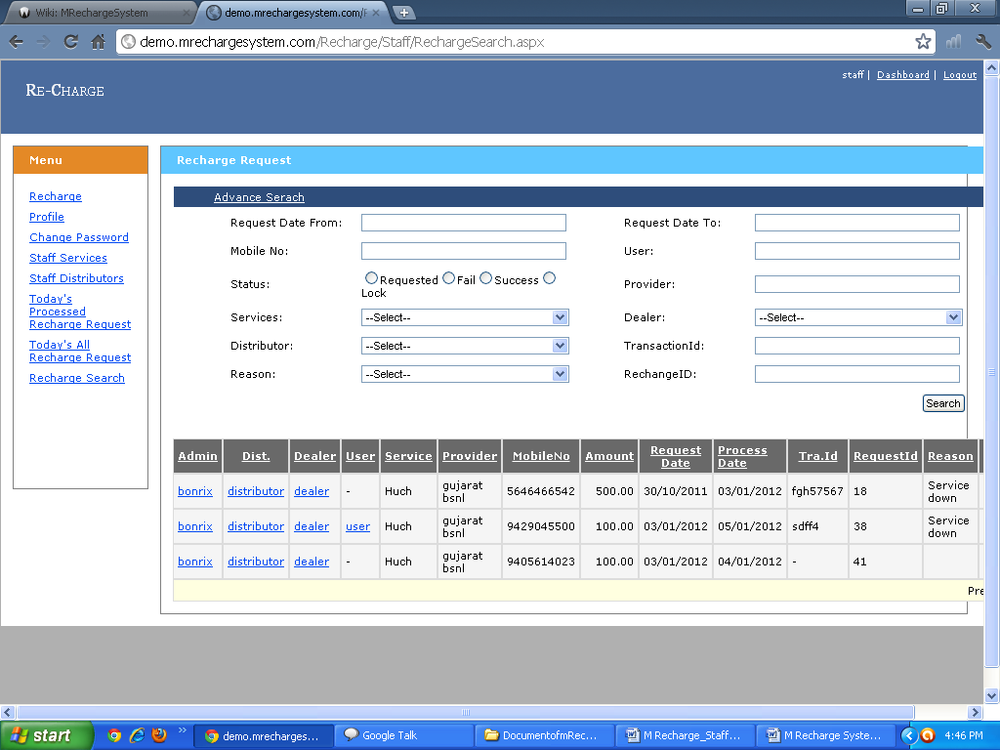 Wiki: MRechargeSystem
demo.mrechargesystem.com/F
demo.mrechargesystem.com/Recharge/Staff/RechargeSearch.aspx
staff | Dashboard | Logout
RE-CHARGE
Menu
Recharge
Profile
Change Password
Staff Services
Staff Distributors
Today's
Processed
Recharge Request
Today's All
Recharge Request
Recharge Search
Recharge Request
Advance Serach
Request Date From: Request Date To:
Mobile No: User:
Status: Requested Fail Success
Lock
Provider:
Services: --Select-- Dealer: --Select--
Distributor: --Select-- TransactionId:
Reason: --Select-- RechangeID:
Search
Admin Dist. Dealer User Service Provider MobileNo Amount Request Date Process Date Tra.Id RequestId Reason
bonrix distributor dealer - Huch gujarat bsnl 5646466542 500.00 30/10/2011 03/01/2012 fgh57567 18 Service down
bonrix distributor dealer user Huch gujarat bsnl 9429045500 100.00 03/01/2012 05/01/2012 sdff4 38 Service down
bonrix distributor dealer - Huch gujarat bsnl 9405614023 100.00 03/01/2012 04/01/2012 - 41
Pre
start
demo.mrecharges...
Google Talk
DocumentofmRec...
M Recharge_Staff...
M Recharge Syste...
4:46 PM